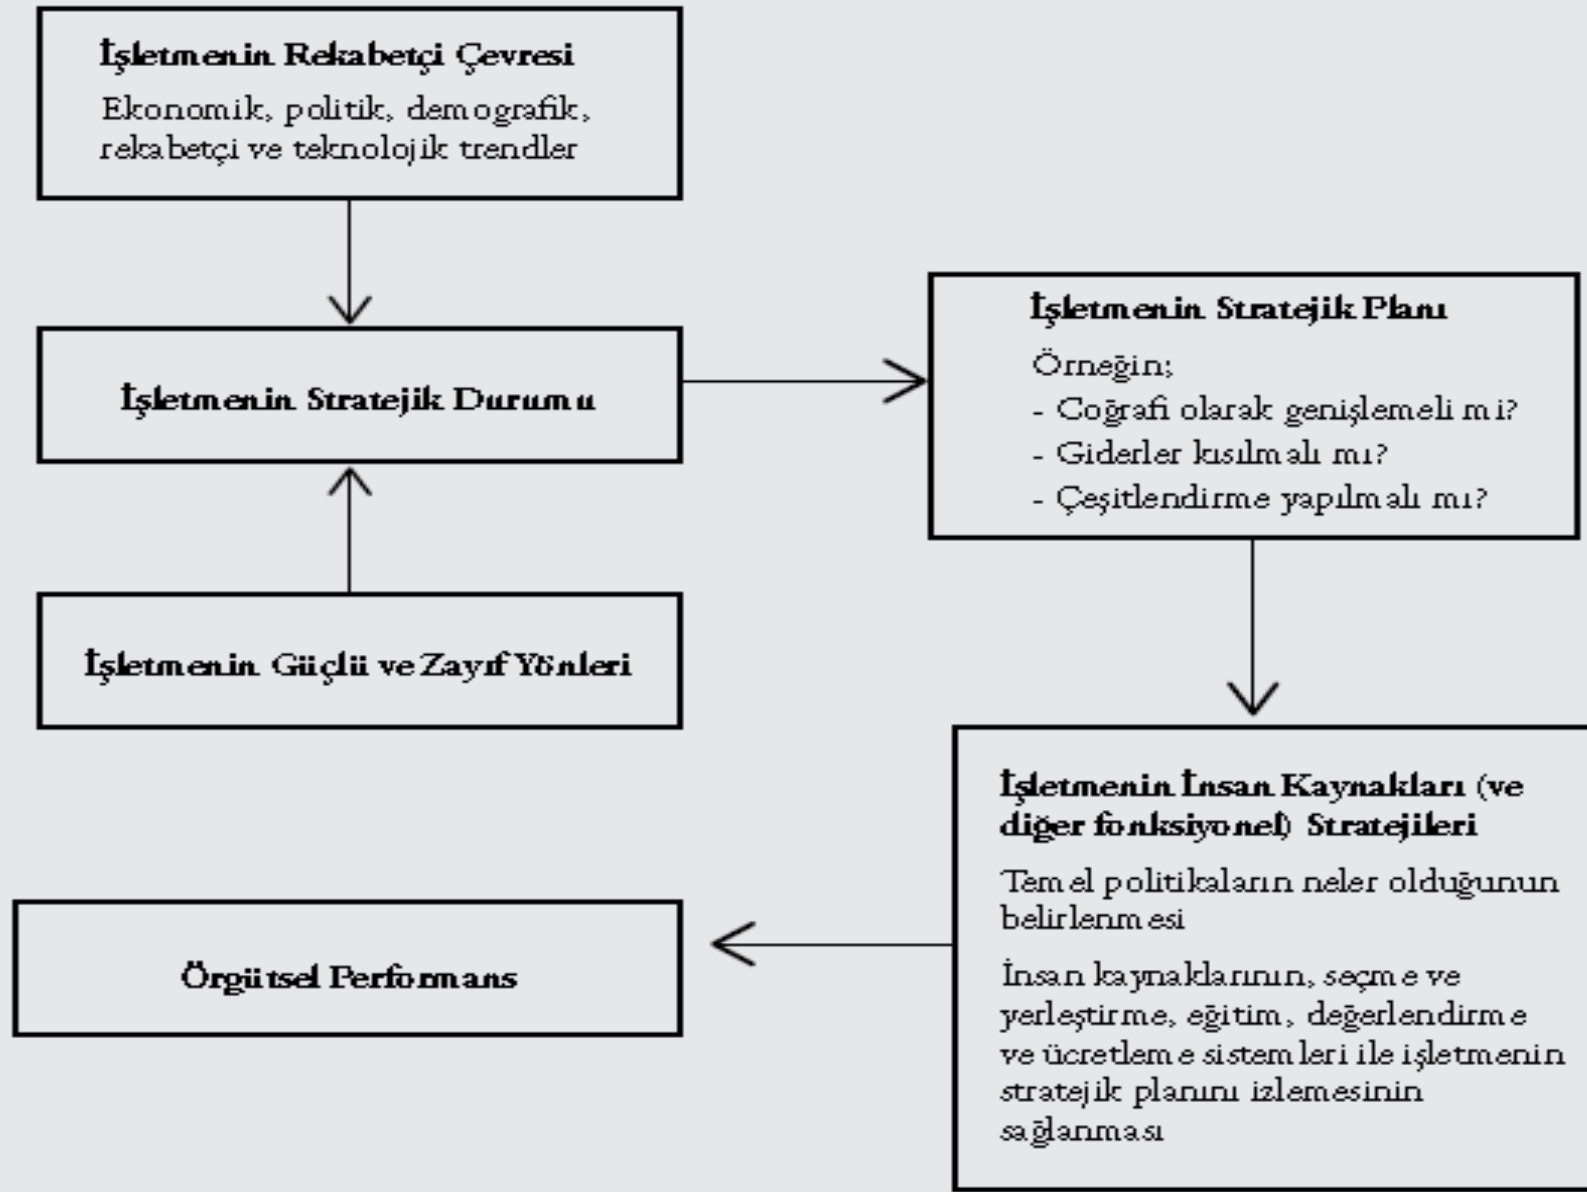 İşletmenin Rekabetçi Çevresi
Ekonomik, politik, demografik,
rekabetçi ve teknolojik trendler
İşletmenin Stratejik Durumu
İşletmenin Güçlü ve Zayıf Yönleri
İşletmenin Stratejik Planı
Örneğin;
- Coğrafi olarak genişlemeli mi?
- Giderler kısılmalı mı?
- Çeşitlendirme yapılmalı mı?
İşletmenin İnsan Kaynakları (ve
diğer fonksiyonel) Stratejileri
Temel politikaların neler olduğunun
belirlenmesi
İnsan kaynaklarının, seçme ve
yerleştirme, eğitim, değerlendirme
ve ücretleme sistemleri ile işletmenin
stratejik planını izlemesinin
sağlanması
Örgütsel Performans